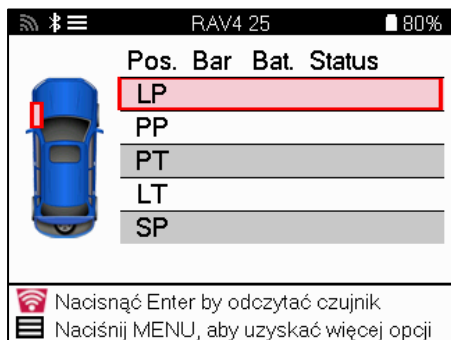 RAV4 25 80%
Pos. Bar Bat. Status
LP
PP
PT
LT
SP
Nacisnąć Enter by odczytać czujnik
Naciśnij MENU, aby uzyskać więcej opcji